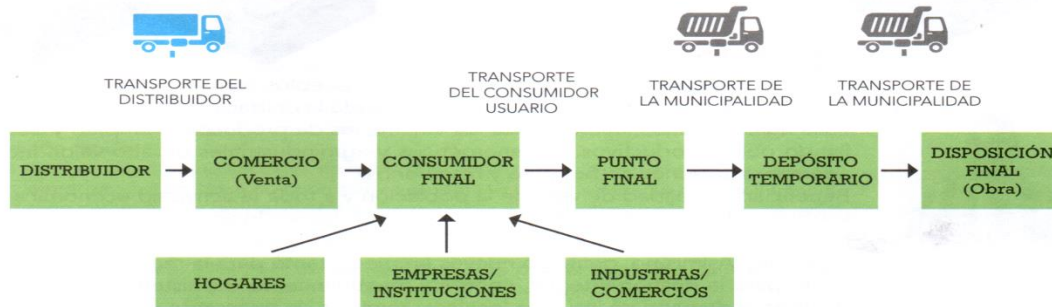 TRANSPORTE DEL
DISTRIBUIDOR
TRANSPORTE
DEL CONSUMIDOR
USUARIO
TRANSPORTE DE
LA MUNICIPALIDAD
TRANSPORTE DE
LA MUNICIPALIDAD
DISTRIBUIDOR
COMERCIO
(Venta)
CONSUMIDOR
FINAL
PUNTO
FINAL
DEPÓSITO
TEMPORARIO
DISPOSICIÓN
FINAL
(Obra)
HOGARES
EMPRESAS/
INSTITUCIONES
INDUSTRIAS/
COMERCIOS